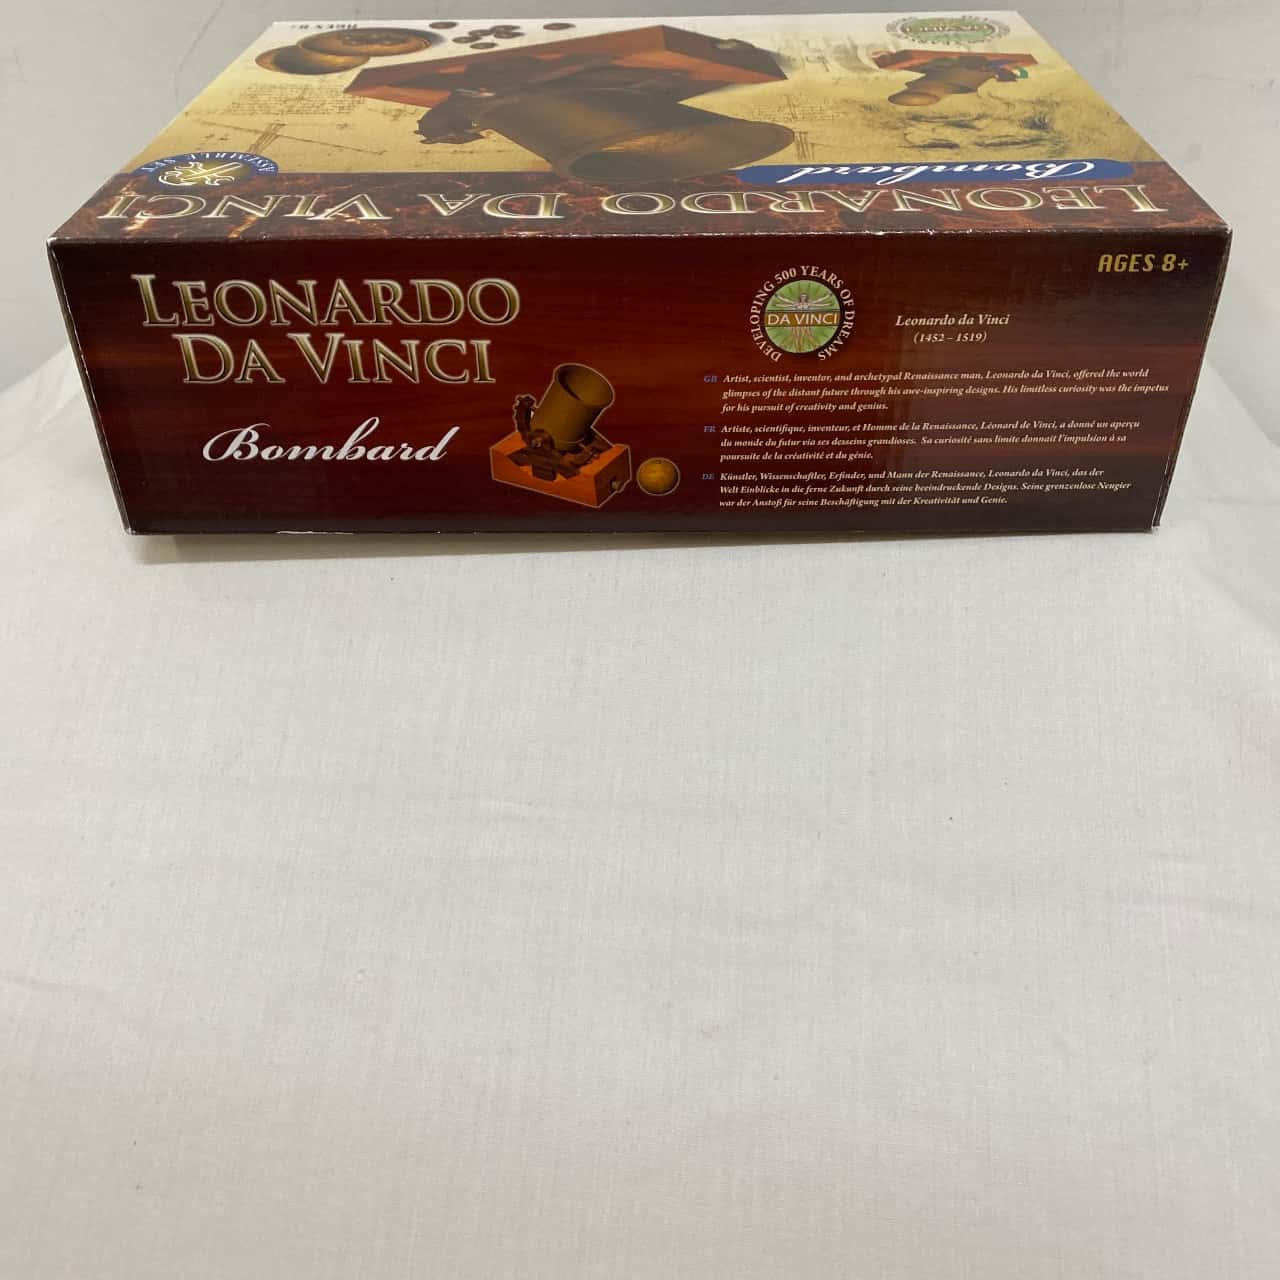 AGES 8+
DA VINCI
ASSEMBLE SET
Bombard
LEONARDO DA VINCI
LEONARDO
DA VINCI
Bombard
DEVELOPING 500 YEARS OF DREAMS
DA VINCI
AGES 8+
Leonardo da Vinci
(1452 – 1519)
GB Artist, scientist, inventor, and archetypal Renaissance man, Leonardo da Vinci, offered the world
glimpses of the distant future through his awe-inspiring designs. His limitless curiosity was the impetus
for his pursuit of creativity and genius.
FR Artiste, scientifique, inventeur, et Homme de la Renaissance, Léonard de Vinci, a donné un aperçu
du monde du futur via ses desseins grandioses. Sa curiosité sans limite donnait l'impulsion à sa
poursuite de la créativité et du génie.
DE Künstler, Wissenschaftler, Erfinder, und Mann der Renaissance, Leonardo da Vinci, das der
Welt Einblicke in die ferne Zukunft durch seine beeindruckende Designs. Seine grenzenlose Neugier
war der Anstoß für seine Beschäftigung mit der Kreativität und Genie.